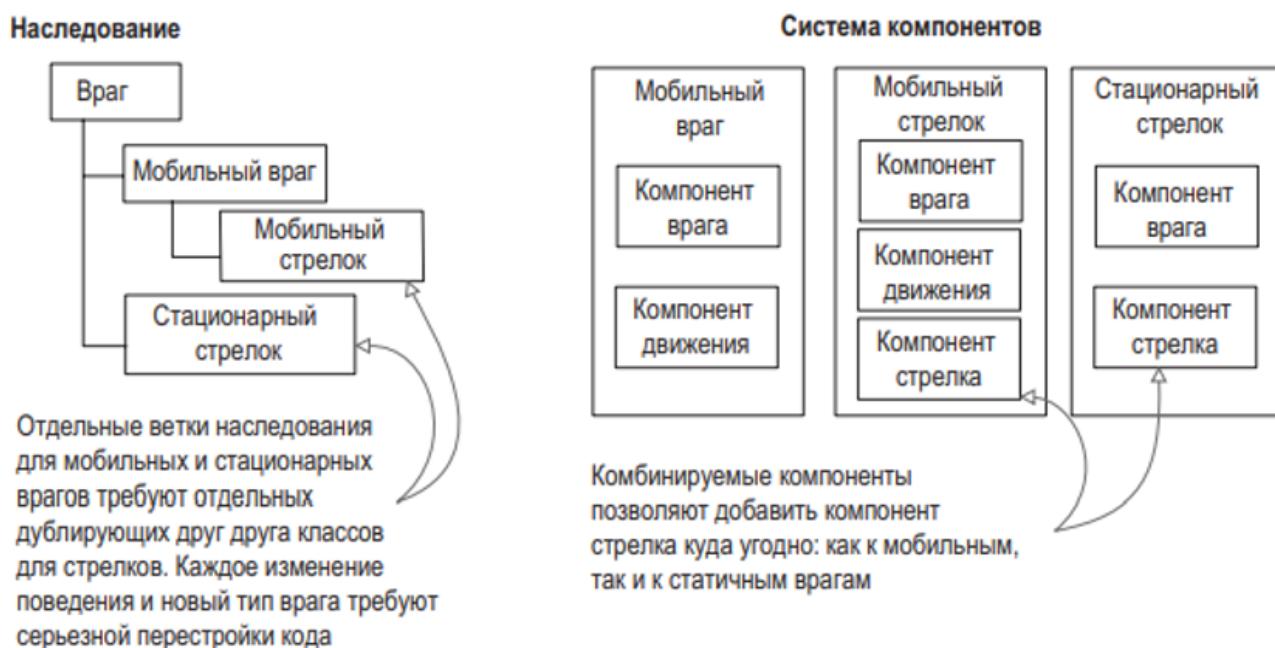 Наследование
Враг
Мобильный враг
Мобильный
стрелок
Стационарный
стрелок
Отдельные ветки наследования
для мобильных и стационарных
врагов требуют отдельных
дублирующих друг друга классов
для стрелков. Каждое изменение
поведения и новый тип врага требуют
серьезной перестройки кода
Система компонентов
Мобильный
враг
Компонент
врага
Компонент
движения
Мобильный
стрелок
Компонент
врага
Компонент
движения
Компонент
стрелка
Стационарный
стрелок
Компонент
врага
Компонент
стрелка
Комбинируемые компоненты
позволяют добавить компонент
стрелка куда угодно: как к мобильным,
так и к статичным врагам